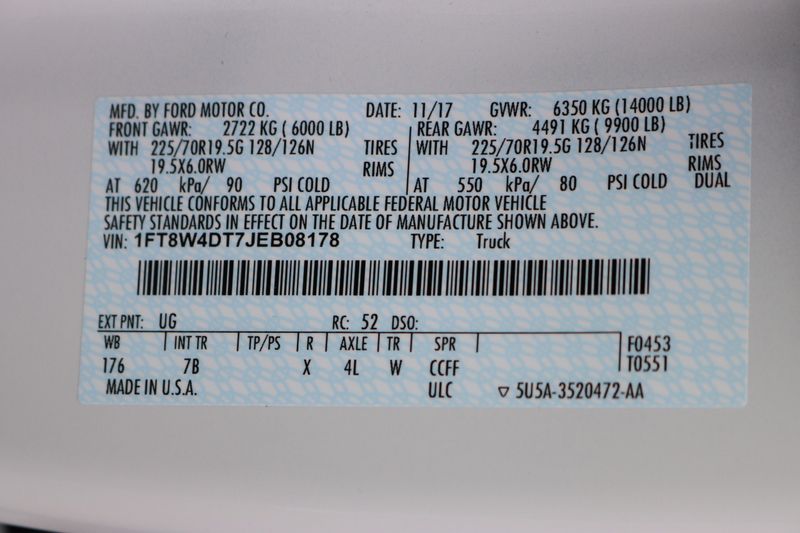 MFD. BY FORD MOTOR CO. DATE: 11/17 GVWR: 6350 KG (14000 LB)
FRONT GAWR: 2722 KG ( 6000 LB) REAR GAWR: 4491 KG ( 9900 LB)
WITH 225/70R19.5G 128/126N TIRES WITH 225/70R19.5G 128/126N TIRES
19.5X6.0RW RIMS 19.5X6.0RW RIMS
AT 620 kPa/ 90 PSI COLD AT 550 kPa/ 80 PSI COLD DUAL
THIS VEHICLE CONFORMS TO ALL APPLICABLE FEDERAL MOTOR VEHICLE
SAFETY STANDARDS IN EFFECT ON THE DATE OF MANUFACTURE SHOWN ABOVE.
VIN: 1FT8W4DT7JEB08178 TYPE: Truck
EXT PNT: UG RC: 52 DSO:
WB INT TR TP/PS R AXLE TR SPR F0453
176 7B X 4L W CCFF T0551
MADE IN U.S.A. ULC ▽ 5U5A-3520472-AA